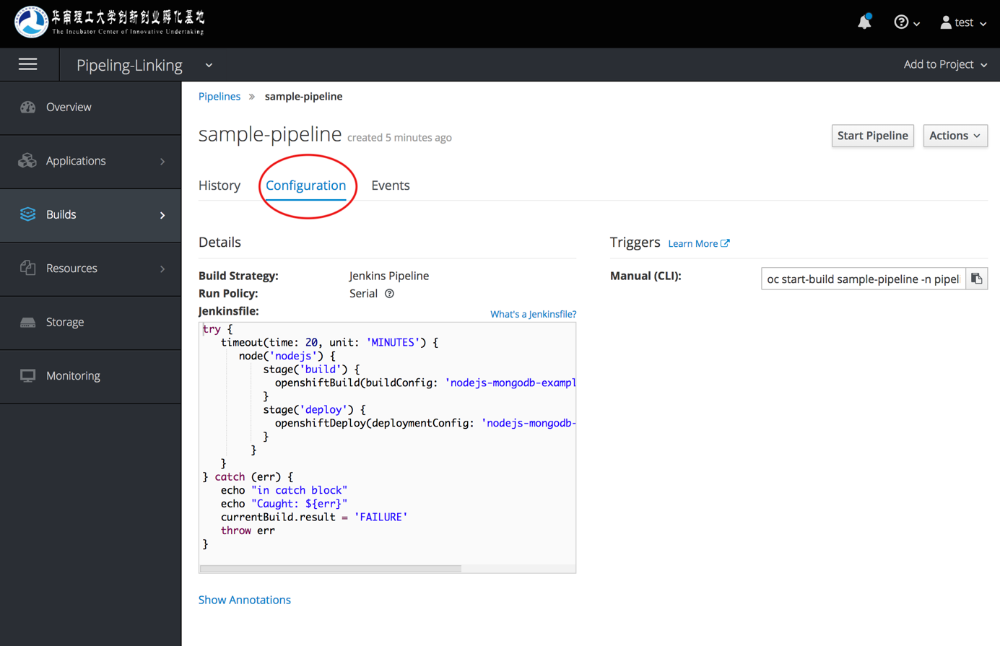 华南理工大学创新创业孵化基地
The Incubator Center of Innovative Undertaking
test
Pipeling-Linking
Add to Project
Overview
Applications
Builds
Resources
Storage
Monitoring
Pipelines » sample-pipeline
sample-pipeline created 5 minutes ago
Start Pipeline
Actions
History
Configuration
Events
Details
Build Strategy: Jenkins Pipeline
Run Policy: Serial
Jenkinsfile:
What's a Jenkinsfile?
try {
timeout(time: 20, unit: 'MINUTES') {
node('nodejs') {
stage('build') {
openshiftBuild(buildConfig: 'nodejs-mongodb-exampl
}
stage('deploy') {
openshiftDeploy(deploymentConfig: 'nodejs-mongodb-
}
}
}
} catch (err) {
echo "in catch block"
echo "Caught: ${err}"
currentBuild.result = 'FAILURE'
throw err
}
Show Annotations
Triggers Learn More
Manual (CLI):
oc start-build sample-pipeline -n pipel